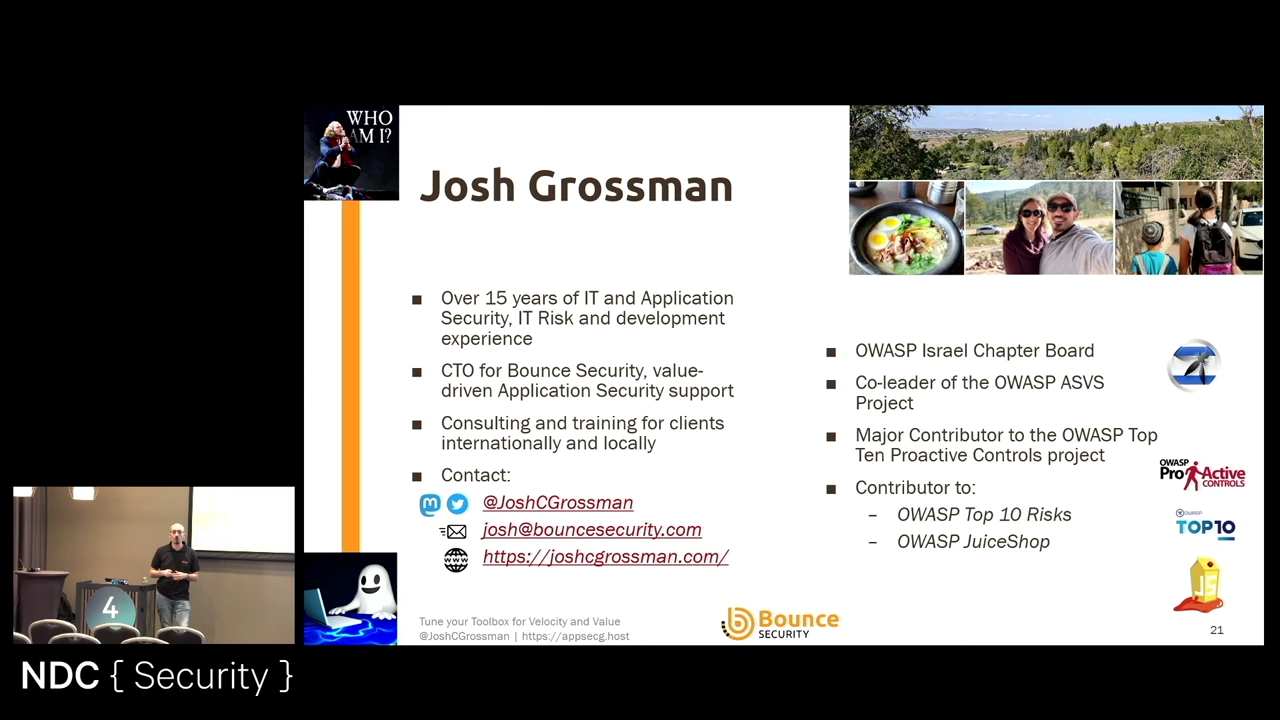 WHO
AM I?
Josh Grossman
■ Over 15 years of IT and Application
Security, IT Risk and development
experience
■ CTO for Bounce Security, value-
driven Application Security support
■ Consulting and training for clients
internationally and locally
■ Contact:
@JoshCGrossman
josh@bouncesecurity.com
WWW
https://joshcgrossman.com/
■ OWASP Israel Chapter Board
■ Co-leader of the OWASP ASVS
Project
■ Major Contributor to the OWASP Top
Ten Proactive Controls project
OWASP
ProActive
CONTROLS
■ Contributor to:
– OWASP Top 10 Risks
– OWASP JuiceShop
OWASP
TOP10
JS
Tune your Toolbox for Velocity and Value
@JoshCGrossman | https://appsecg.host
Bounce
SECURITY
21
4
NDC { Security }